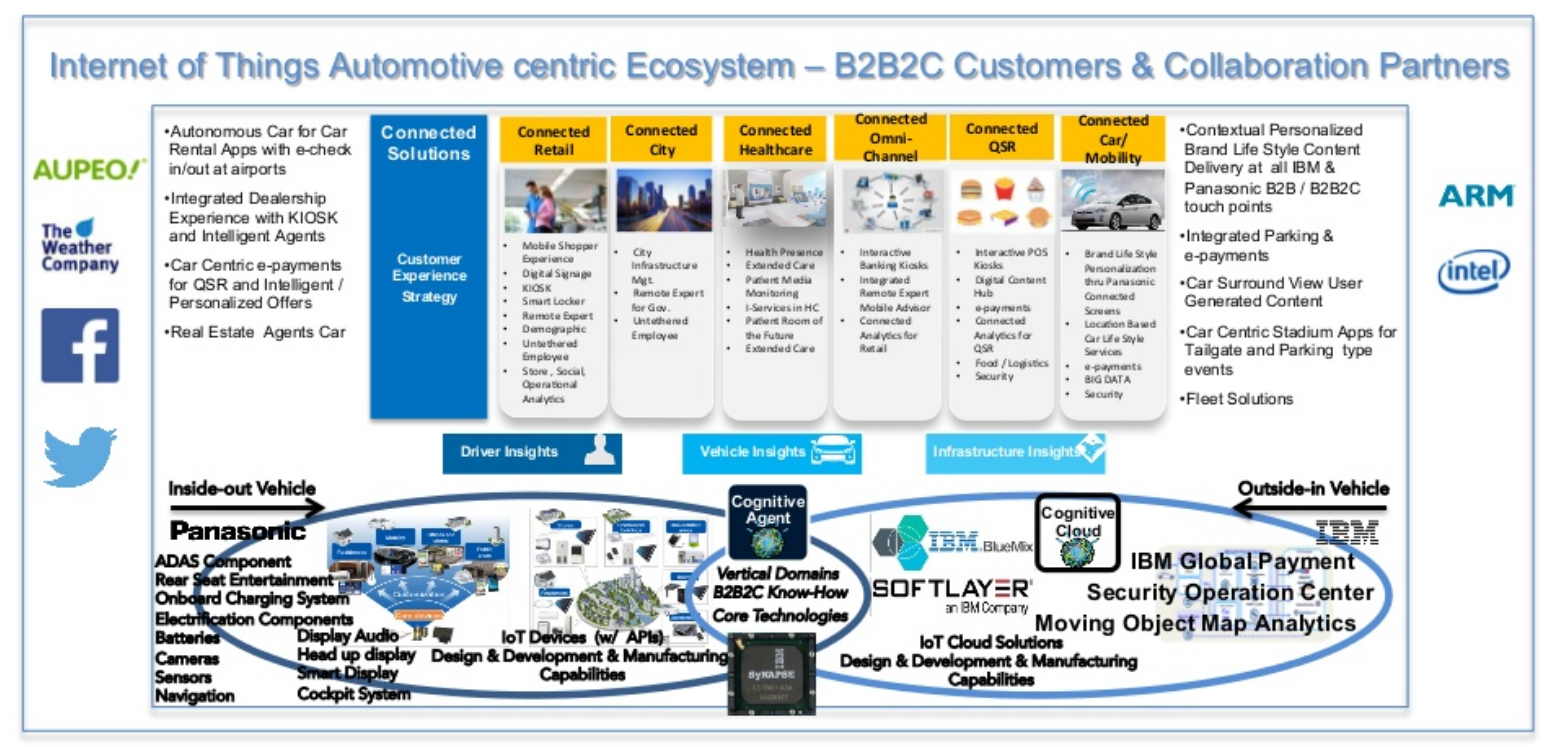 Internet of Things Automotive centric Ecosystem – B2B2C Customers & Collaboration Partners
AUPEO!
The
Weather
Company
f
•Autonomous Car for Car
Rental Apps with e-check
in/out at airports
•Integrated Dealership
Experience with KIOSK
and Intelligent Agents
•Car Centric e-payments
for QSR and Intelligent /
Personalized Offers
•Real Estate Agents Car
Connected
Solutions
Customer
Experience
Strategy
Connected
Retail
• Mobile Shopper
Experience
• Digital Signage
• KIOSK
• Smart Locker
• Remote Expert
• Demographic
• Untethered
Employee
• Store , Social,
Operational
Analytics
Connected
City
• City
Infrastructure
Mgt.
• Remote Expert
for Gov.
• Untethered
Employee
Connected
Healthcare
• Health Presence
• Extended Care
• Patient Media
Monitoring
• I-Services in HC
• Patient Room of
the Future
• Extended Care
Connected
Omni-
Channel
• Interactive
Banking Kiosks
• Integrated
Remote Expert
Mobile Advisor
• Connected
Analytics for
Retail
Connected
QSR
• Interactive POS
Kiosks
• Digital Content
Hub
• e-payments
• Connected
Analytics for
QSR
• Food / Logistics
• Security
Connected
Car/
Mobility
• Brand Life Style
Personalization
thru Panasonic
Connected
Screens
• Location Based
Car Life Style
Services
• e-payments
• BIG DATA
• Security
•Contextual Personalized
Brand Life Style Content
Delivery at all IBM &
Panasonic B2B / B2B2C
touch points
•Integrated Parking &
e-payments
•Car Surround View User
Generated Content
•Car Centric Stadium Apps for
Tailgate and Parking type
events
•Fleet Solutions
ARM
intel
Driver Insights
Vehicle Insights
Infrastructure Insights
Inside-out Vehicle
Panasonic
ADAS Component
Rear Seat Entertainment
Onboard Charging System
Electrification Components
Batteries
Cameras
Sensors
Navigation
Display Audio
Head up display
Smart Display
Cockpit System
Residences
Mobility
Customization
Core devices
IoT Devices (w/ APIs)
Design & Development & Manufacturing
Capabilities
Cognitive
Agent
Vertical Domains
B2B2C Know-How
Core Technologies
IBM
SyNAPSE
IBM BlueMix
SOFTLAYER
an IBM Company
IoT Cloud Solutions
Design & Development & Manufacturing
Capabilities
Cognitive
Cloud
Outside-in Vehicle
IBM
IBM Global Payment
Security Operation Center
Moving Object Map Analytics